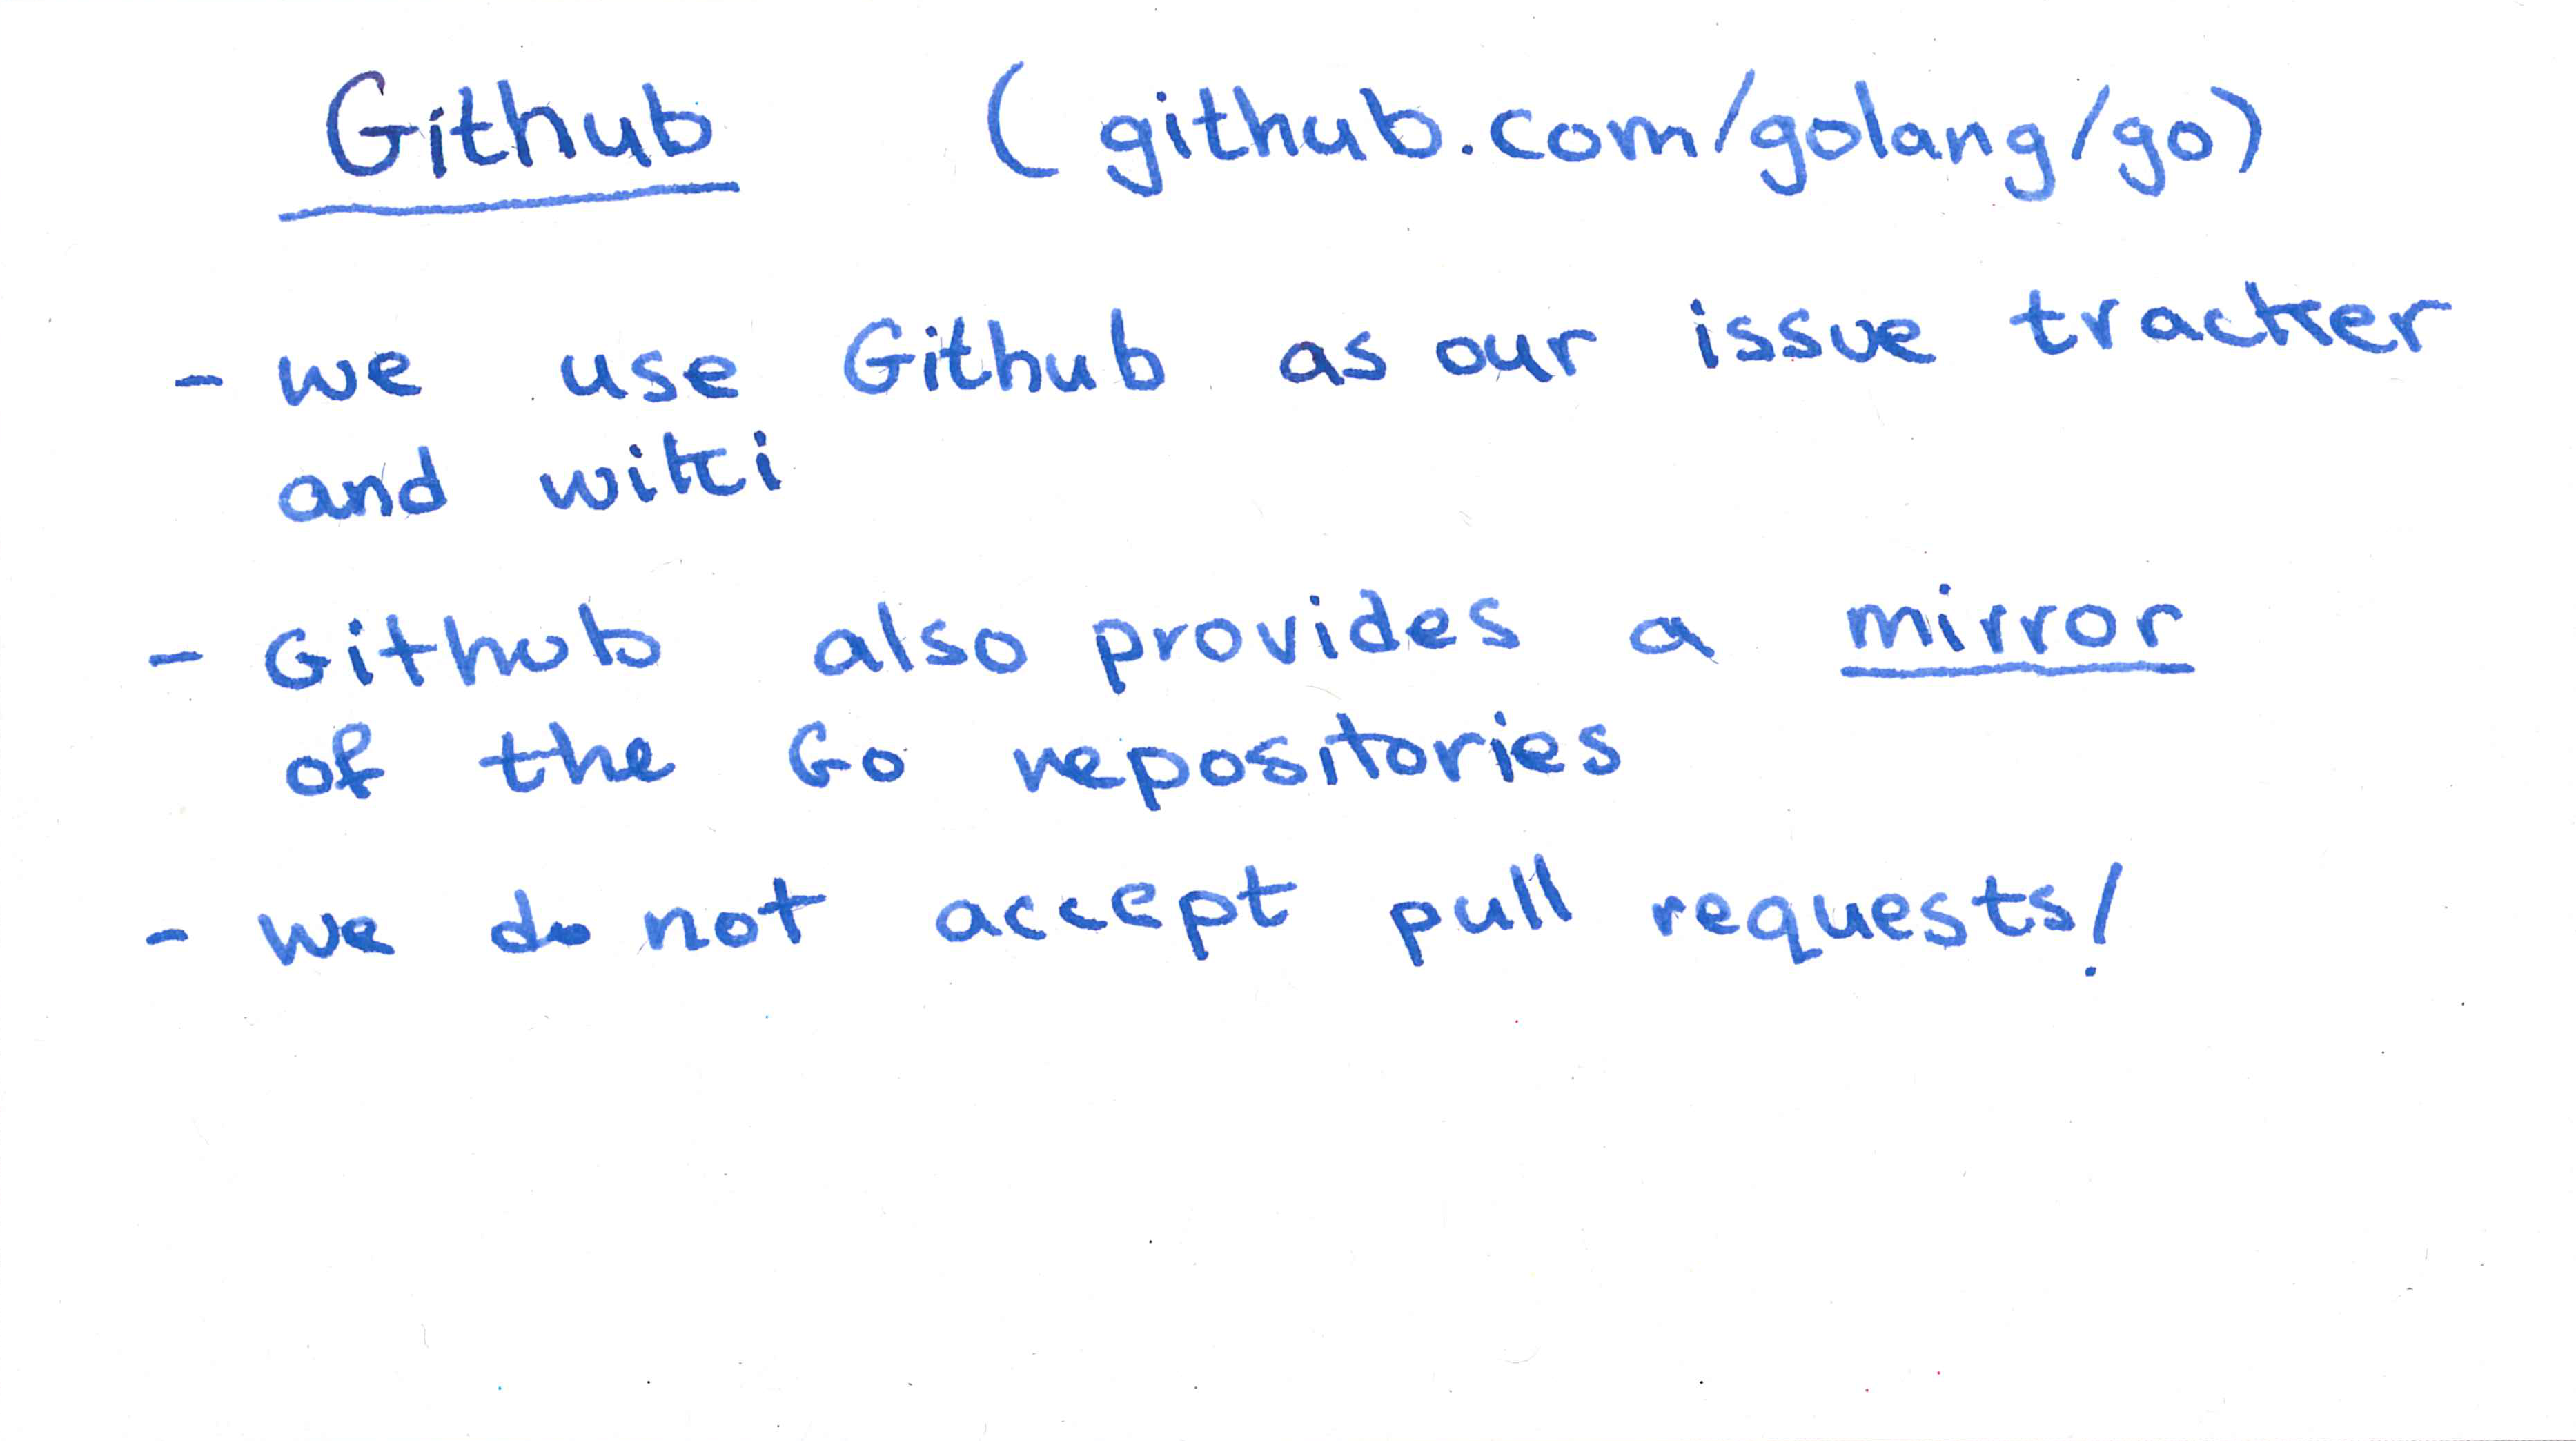 Github (github.com/golang/go)
- we use Github as our issue tracker
and wiki
- Github also provides a mirror
of the Go repositories
- we do not accept pull requests!